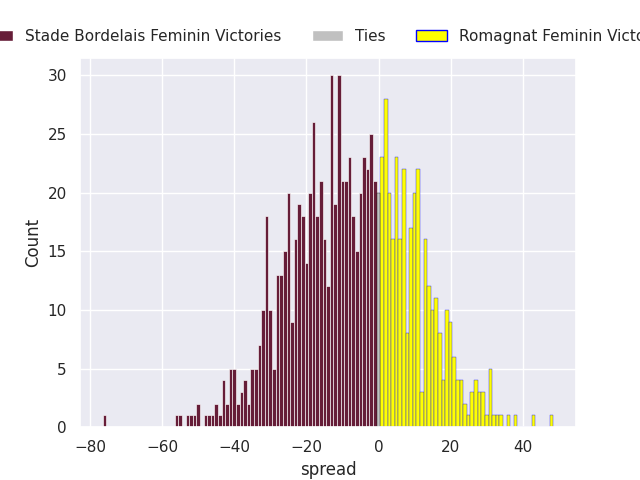 Stade Bordelais Feminin Victories Ties Romagnat Feminin Victo
30
25
20
15
10
5
0
Count
−80 −60 −40 −20 0 20 40
spread